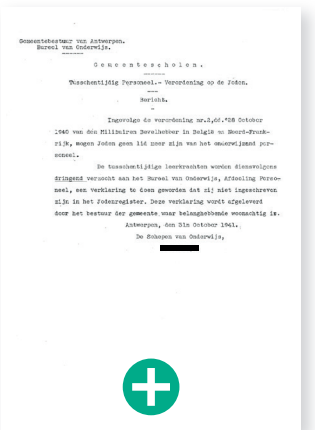 Gemeentebestuur van Antwerpen.
Bureel van Onderwijs.
Gemeentescholen.
Tusschentijdig Personeel.- Verordening op de Joden.
Bericht.
Ingevolge de verordening nr.2, 28 October
1940 van den Militairen Bevelhebber in België en Noord-Frank-
rijk, mogen Joden geen lid meer zijn van het onderwijzend per-
soneel.
De tusschentijdige leerkrachten worden dienvolgens
dringend verzocht aan het Bureel van Onderwijs, Afdeeling Perso-
neel, een verklaring te doen geworden dat zij niet ingeschreven
zijn in het Jodenregister. Deze verklaring wordt afgeleverd
door het bestuur der gemeente waar belanghebbende woonachtig is.
Antwerpen, den 31n October 1941.
De Schepen van Onderwijs,